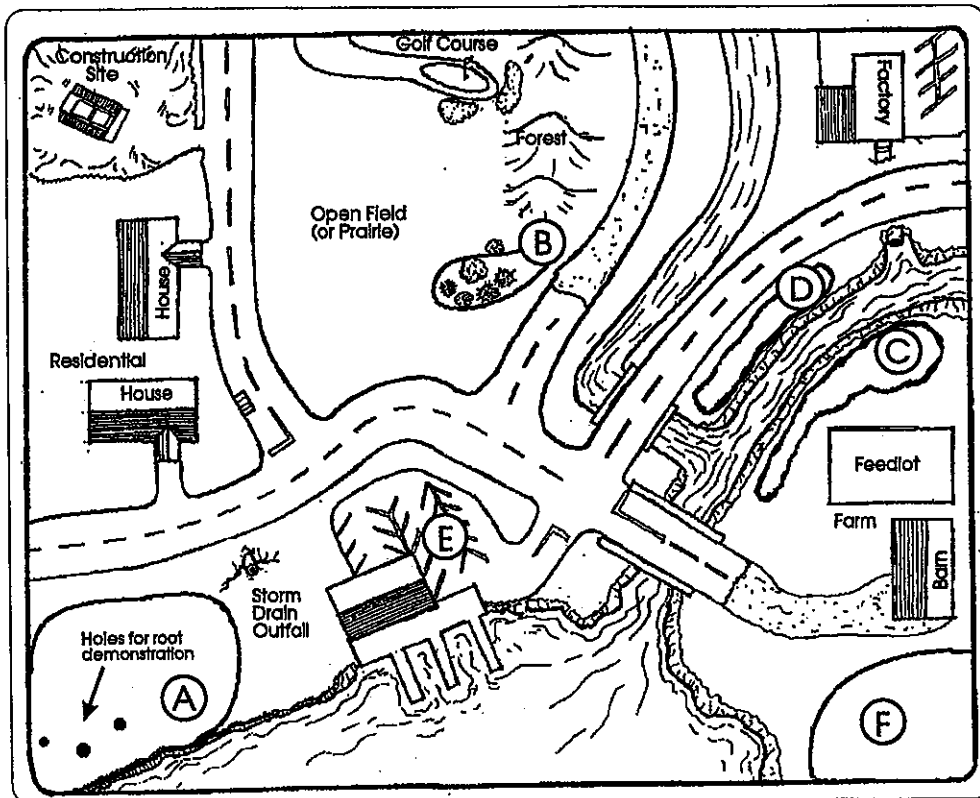 Construction
Site
Golf Course
Factory
Forest
Open Field
(or Prairie)
B
House
D
C
Residential
House
Feedlot
E
Farm
Barn
Storm
Drain
Outfall
Holes for root
demonstration
A
F